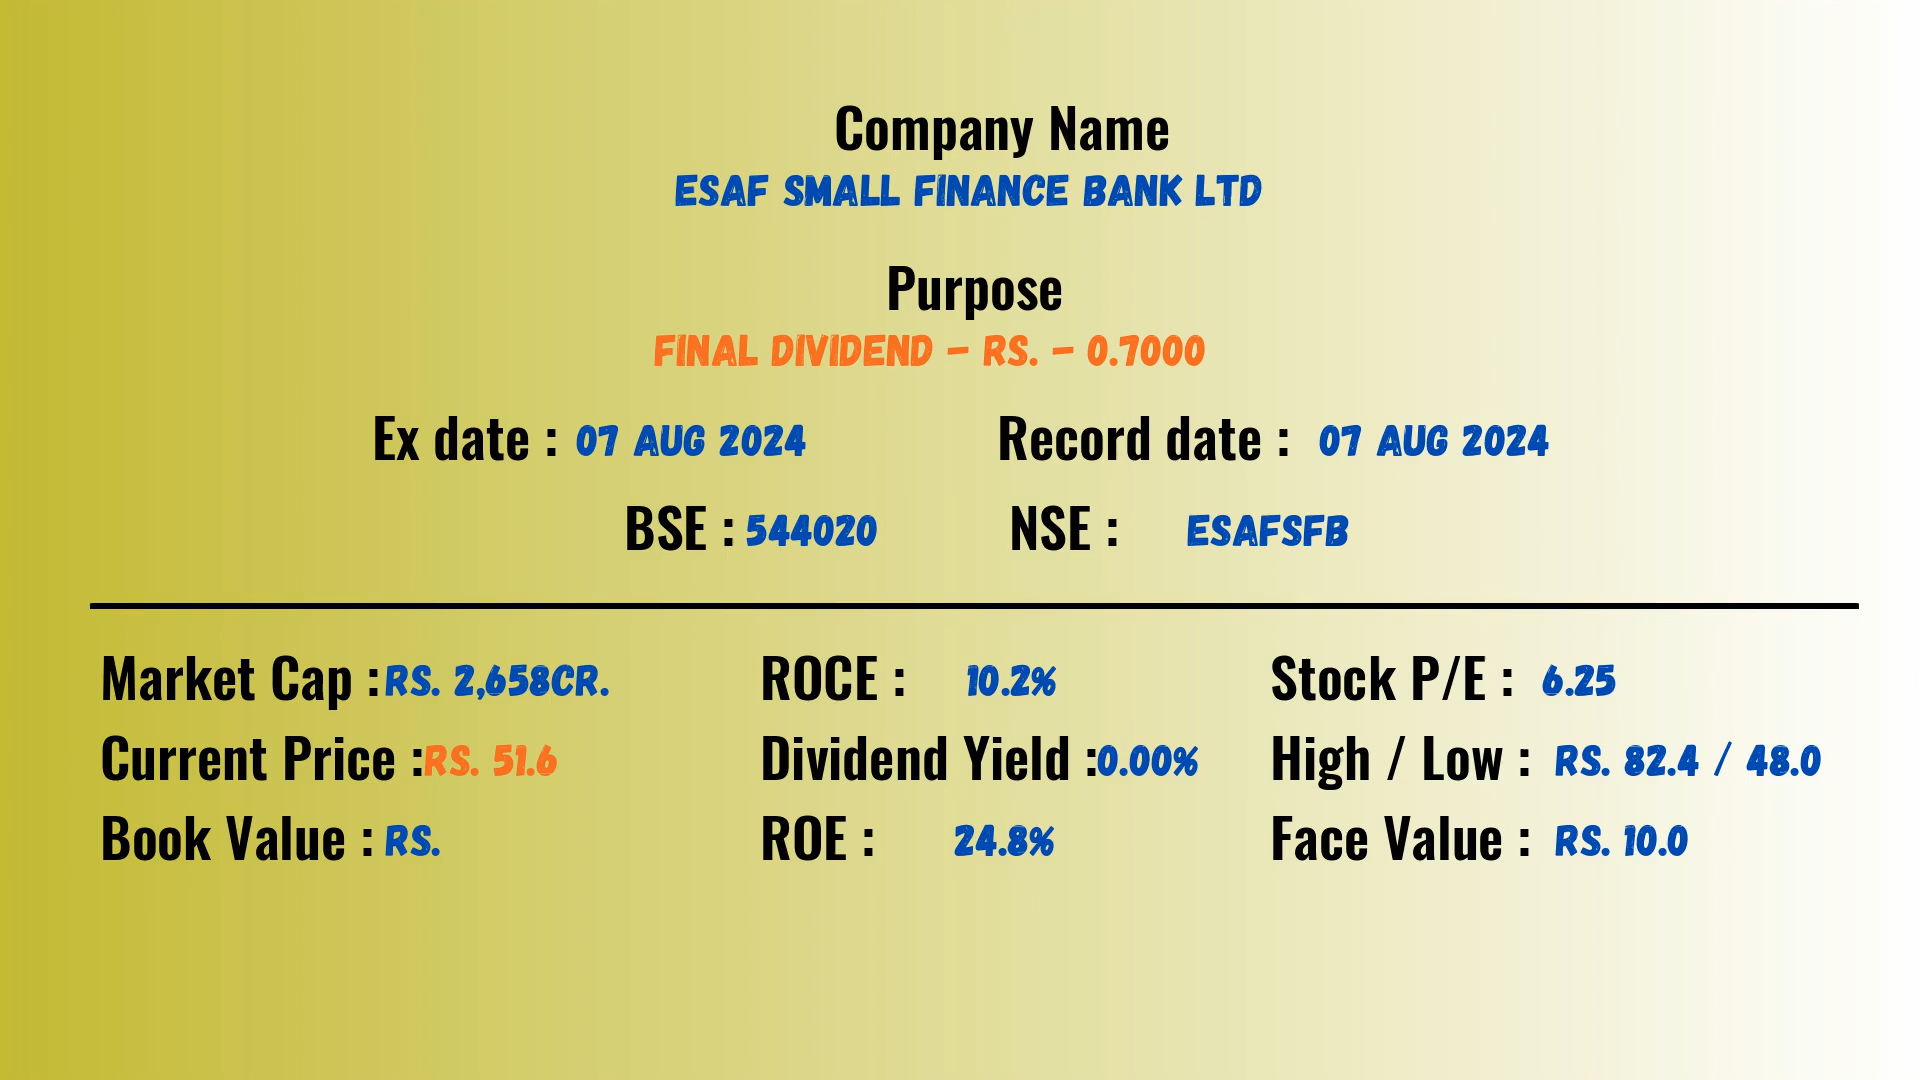 Company Name
ESAF SMALL FINANCE BANK LTD
Purpose
FINAL DIVIDEND - RS. - 0.7000
Ex date : 07 AUG 2024 Record date : 07 AUG 2024
BSE : 544020 NSE : ESAFSFB
Market Cap : RS. 2,658CR. ROCE : 10.2% Stock P/E : 6.25
Current Price : RS. 51.6 Dividend Yield : 0.00% High / Low : RS. 82.4 / 48.0
Book Value : RS. ROE : 24.8% Face Value : RS. 10.0